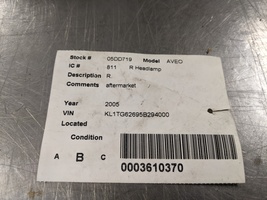 Stock # 05DD719 Model AVEO
IC # 811 R Headlamp
Description R.
Comments aftermarket
Year 2005
VIN KL1TG62695B294000
Located
Condition
A B C
0003610370